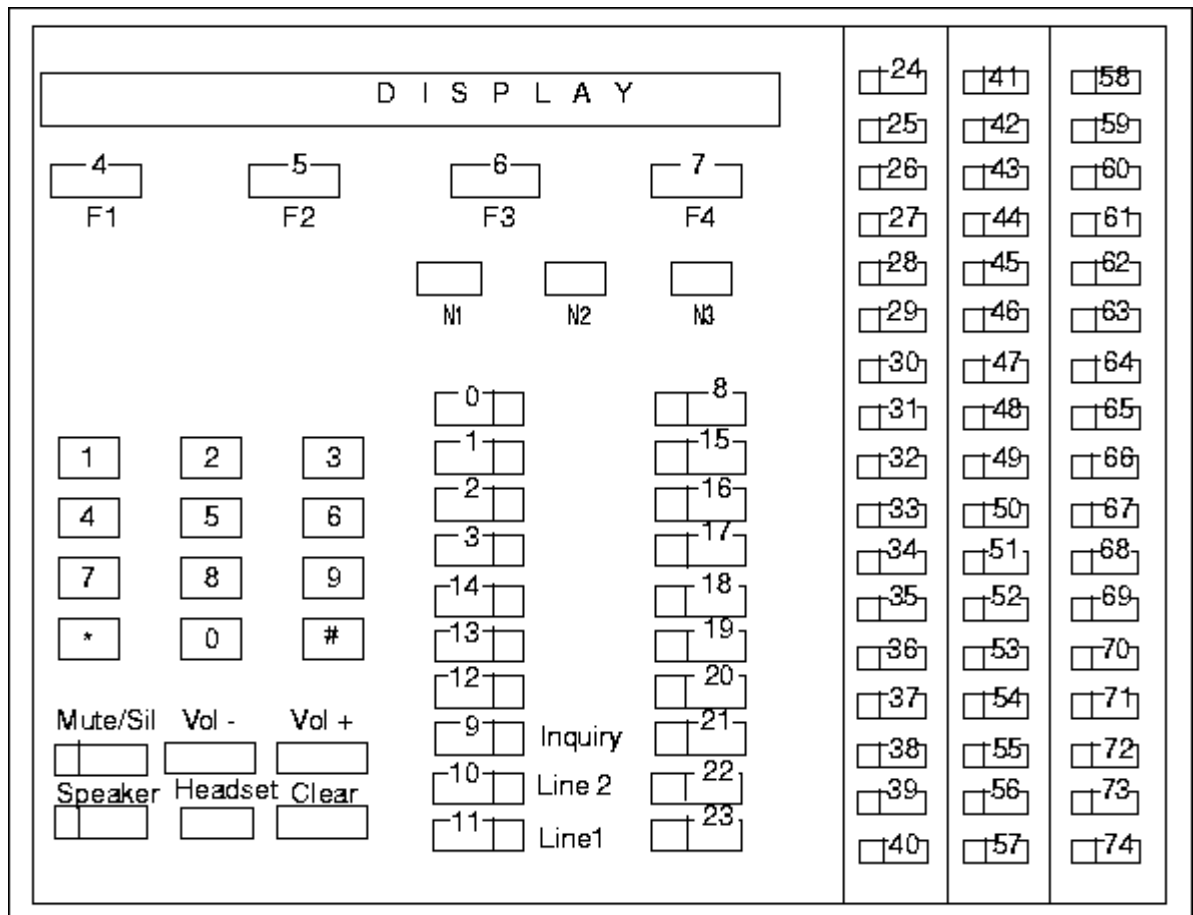 DISPLAY
4 5 6 7
F1 F2 F3 F4
N1 N2 N3
0 8
1 15
1 2 3
2 16
4 5 6
3 17
7 8 9
14 18
* 0 #
13 19
12 20
Mute/Sil Vol - Vol +
9 Inquiry 21
Speaker Headset Clear
10 Line 2 22
11 Line1 23
24 41 58
25 42 59
26 43 60
27 44 61
28 45 62
29 46 63
30 47 64
31 48 65
32 49 66
33 50 67
34 51 68
35 52 69
36 53 70
37 54 71
38 55 72
39 56 73
40 57 74